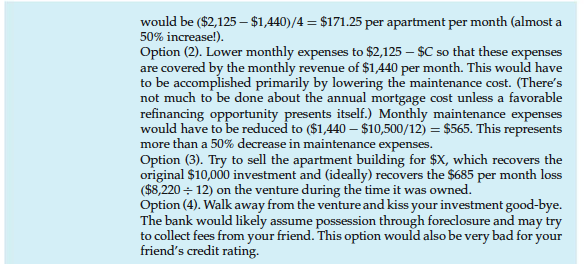 would be ($2,125 – $1,440)/4 = $171.25 per apartment per month (almost a
50% increase!).
Option (2). Lower monthly expenses to $2,125 – $C so that these expenses
are covered by the monthly revenue of $1,440 per month. This would have
to be accomplished primarily by lowering the maintenance cost. (There's
not much to be done about the annual mortgage cost unless a favorable
refinancing opportunity presents itself.) Monthly maintenance expenses
would have to be reduced to ($1,440 – $10,500/12) = $565. This represents
more than a 50% decrease in maintenance expenses.
Option (3). Try to sell the apartment building for $X, which recovers the
original $10,000 investment and (ideally) recovers the $685 per month loss
($8,220 ÷ 12) on the venture during the time it was owned.
Option (4). Walk away from the venture and kiss your investment good-bye.
The bank would likely assume possession through foreclosure and may try
to collect fees from your friend. This option would also be very bad for your
friend's credit rating.